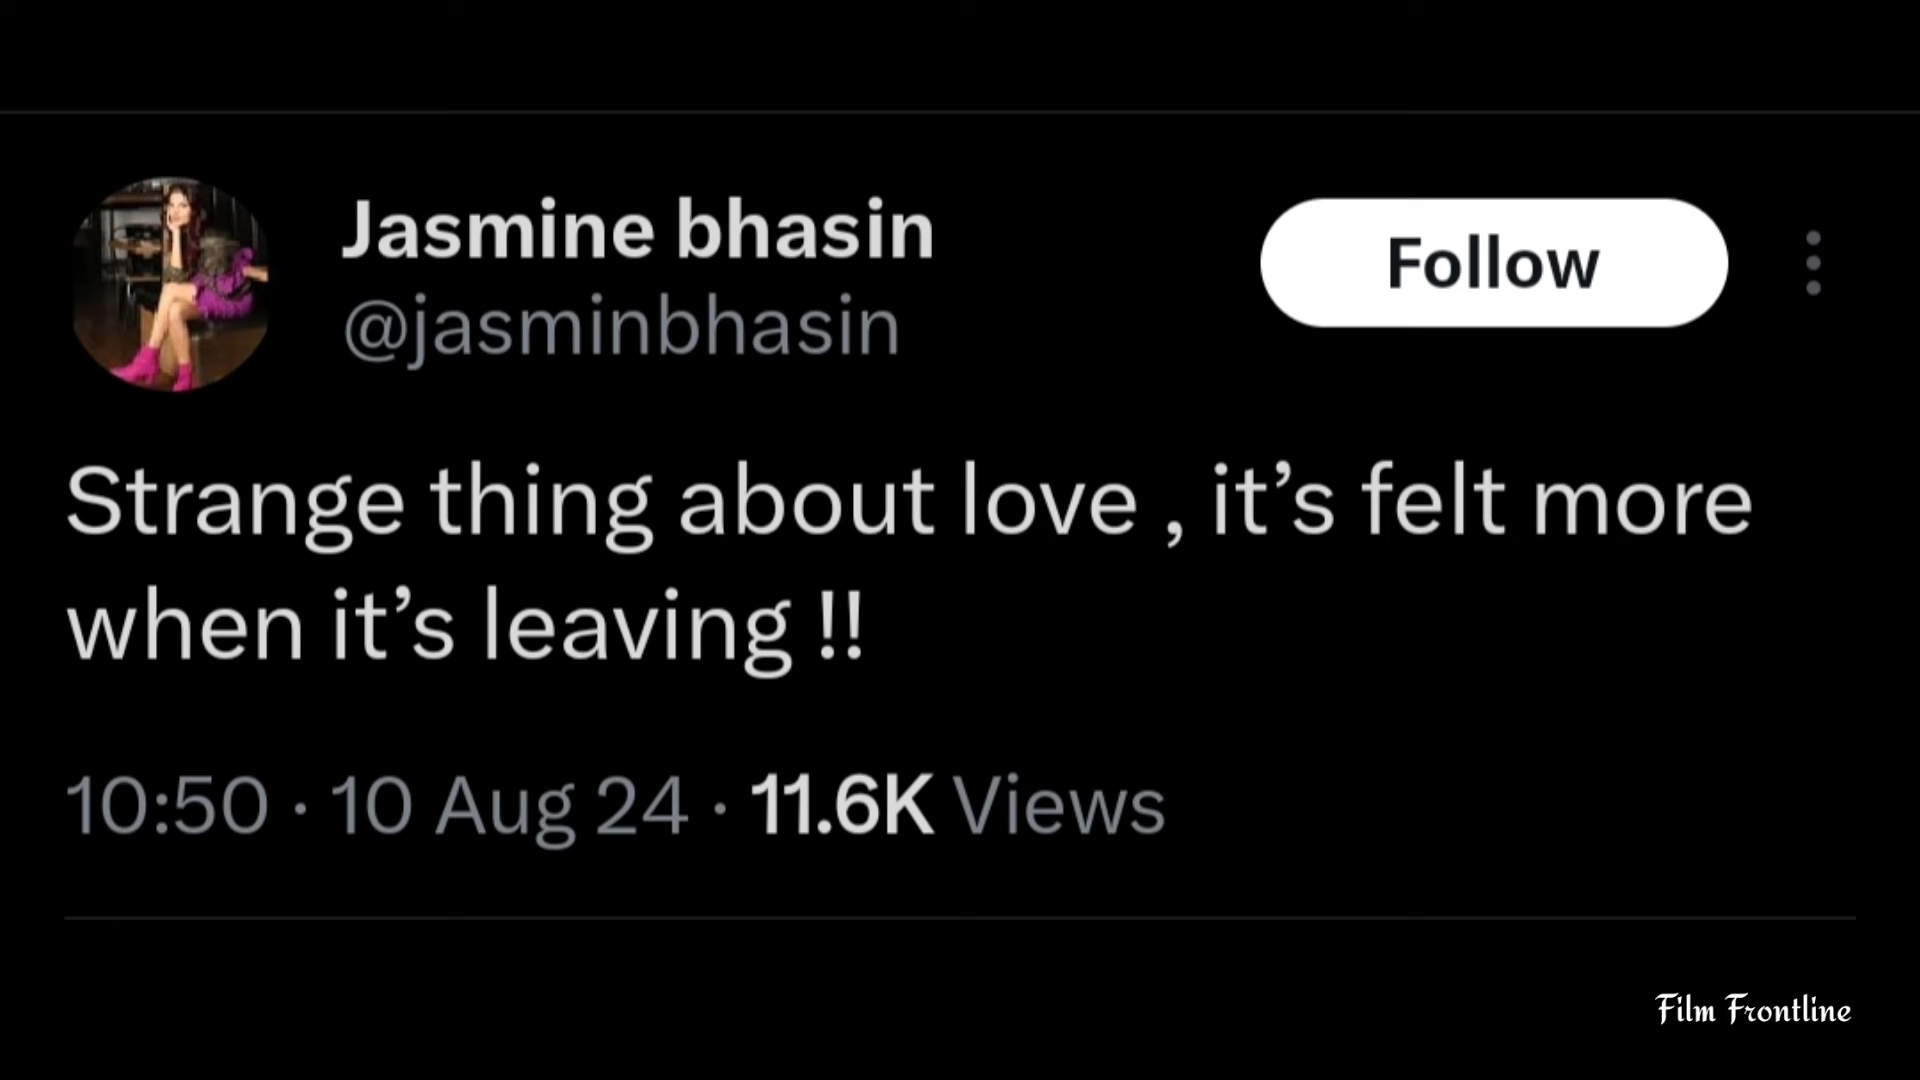 Jasmine bhasin
@jasminbhasin
Follow
Strange thing about love , it’s felt more
when it’s leaving !!
10:50 · 10 Aug 24 · 11.6K Views
Film Frontline